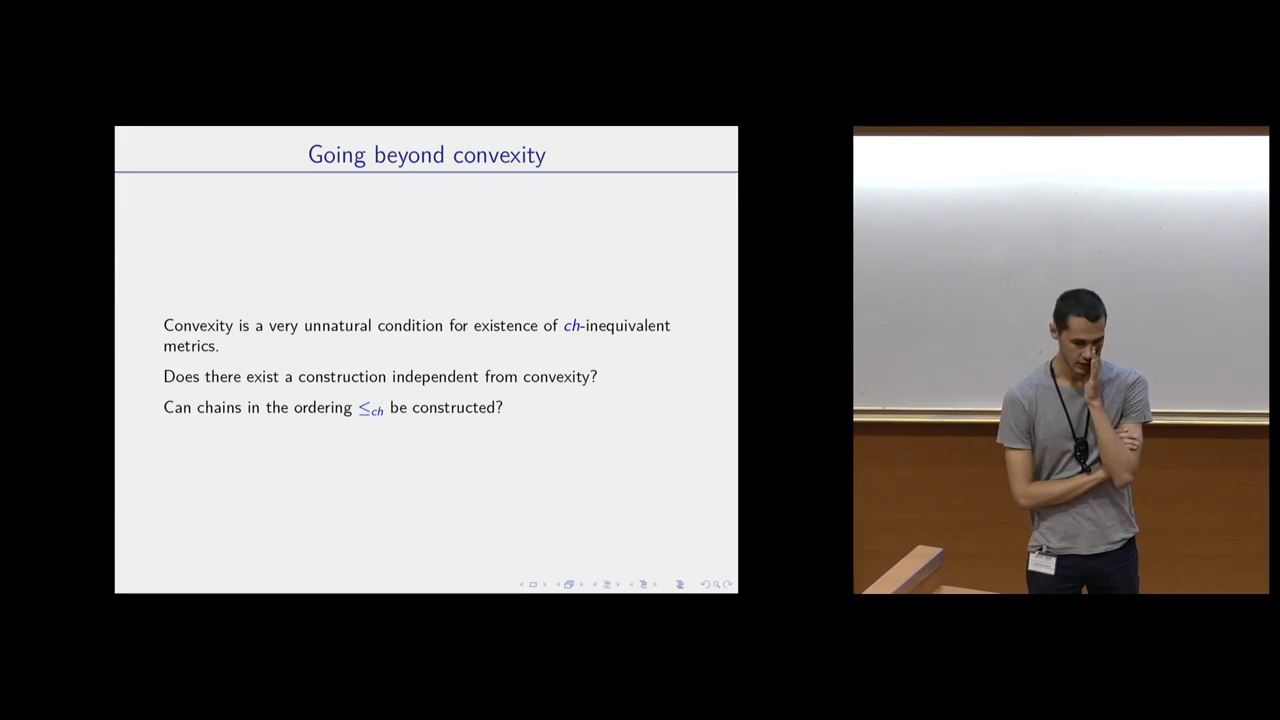 Going beyond convexity
Convexity is a very unnatural condition for existence of ch-inequivalent
metrics.
Does there exist a construction independent from convexity?
Can chains in the ordering ≤ch be constructed?